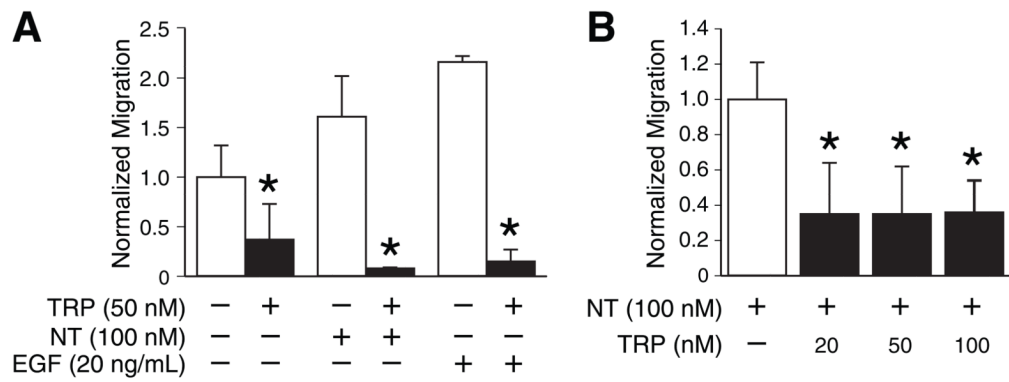 A
Normalized Migration
2.5
2.0
1.5
1.0
0.5
0
* * *
TRP (50 nM) − + − + − +
NT (100 nM) − − + + − −
EGF (20 ng/mL) − − − − + +
B
Normalized Migration
1.4
1.2
1.0
0.8
0.6
0.4
0.2
0
* * *
NT (100 nM) + + + +
TRP (nM) − 20 50 100